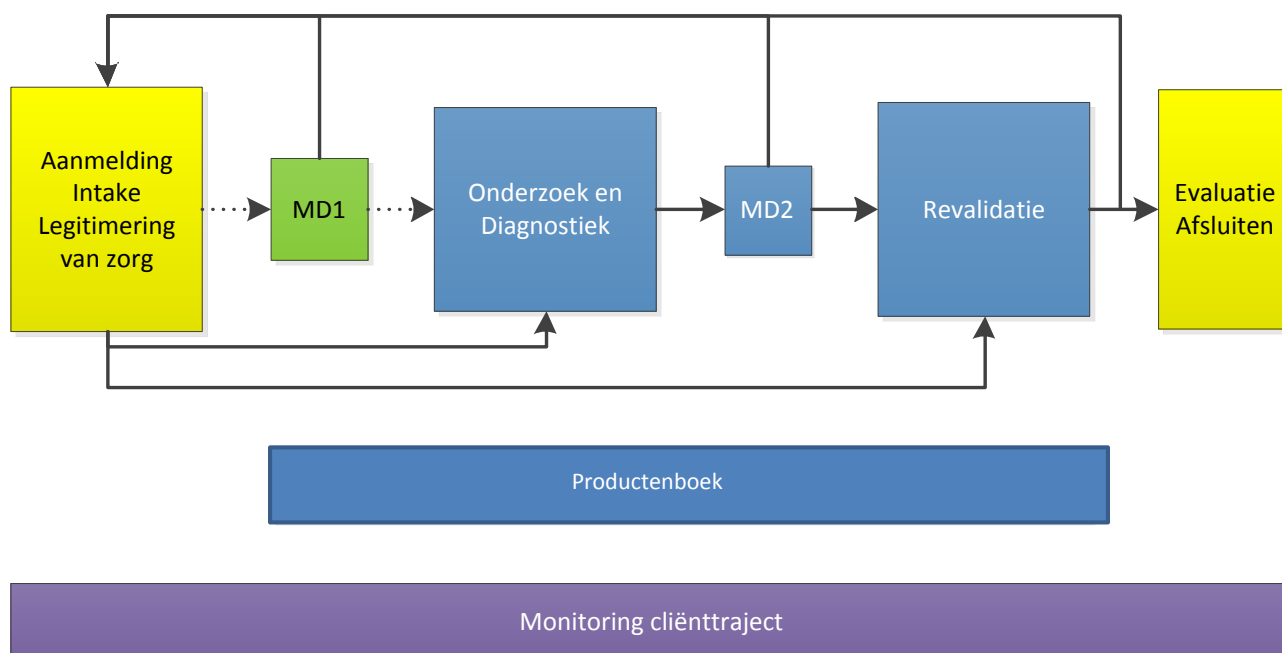 Aanmelding
Intake
Legitimering
van zorg
MD1
Onderzoek en
Diagnostiek
MD2
Revalidatie
Evaluatie
Afsluiten
Productenboek
Monitoring cliënttraject